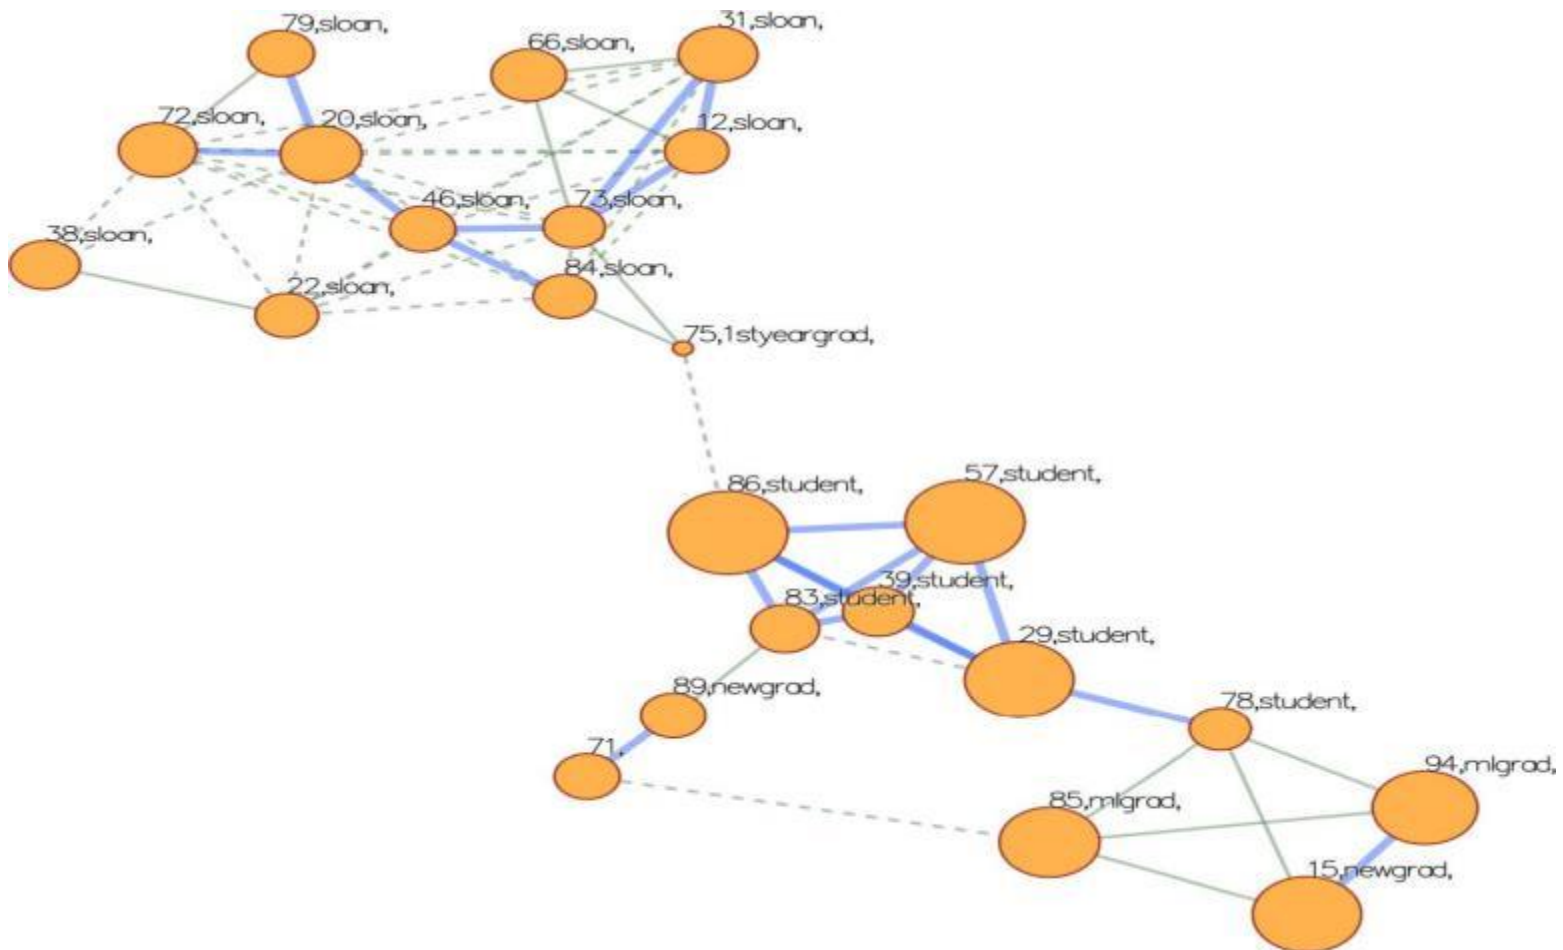 79,sloan,
66,sloan,
31,sloan,
72,sloan,
20,sloan,
12,sloan,
46,sloan,
73,sloan,
38,sloan,
22,sloan,
84,sloan,
75,1styeargrad,
86,student,
57,student,
39,student,
83,student,
29,student,
89,newgrad,
78,student,
71,
94,mlgrad,
85,mlgrad,
15,newgrad,